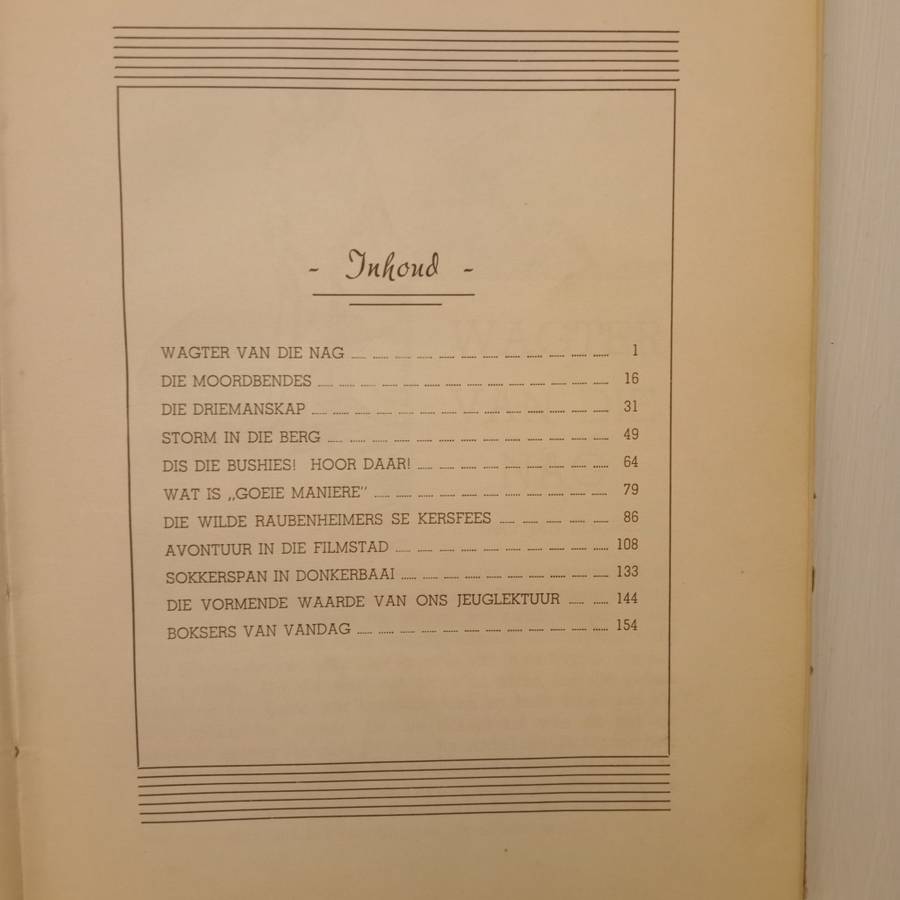 - Inhoud -
WAGTER VAN DIE NAG ... ... ... ... ... ... ... ... ... ... ... ... 1
DIE MOORDBENDES ... ... ... ... ... ... ... ... ... ... ... ... ... ... 16
DIE DRIEMANSKAP ... ... ... ... ... ... ... ... ... ... ... ... ... ... 31
STORM IN DIE BERG ... ... ... ... ... ... ... ... ... ... ... ... ... 49
DIS DIE BUSHIES! HOOR DAAR! ... ... ... ... ... ... ... ... ... 64
WAT IS „GOEIE MANIERE" ... ... ... ... ... ... ... ... ... ... ... 79
DIE WILDE RAUBENHEIMERS SE KERSFEES ... ... ... ... ... 86
AVONTUUR IN DIE FILMSTAD ... ... ... ... ... ... ... ... ... ... 108
SOKKERSPAN IN DONKERBAAI ... ... ... ... ... ... ... ... ... ... 133
DIE VORMENDE WAARDE VAN ONS JEUGLEKTUUR ... ... 144
BOKSERS VAN VANDAG ... ... ... ... ... ... ... ... ... ... ... ... 154